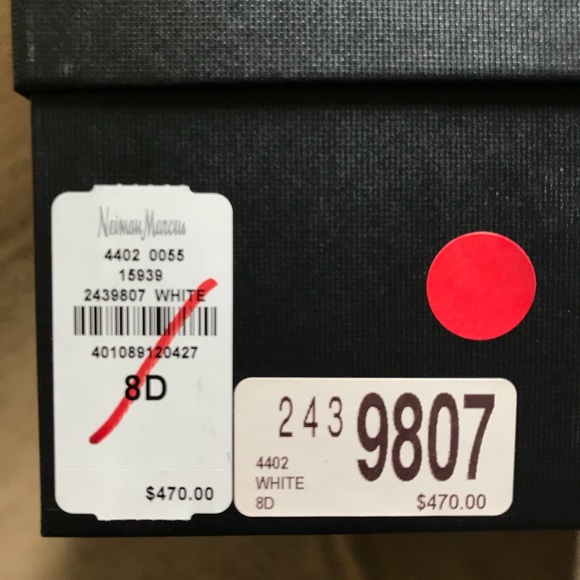 Neiman Marcus
4402 0055
15939
2439807 WHITE
401089120427
8D
$470.00
243 9807
4402
WHITE
8D
$470.00